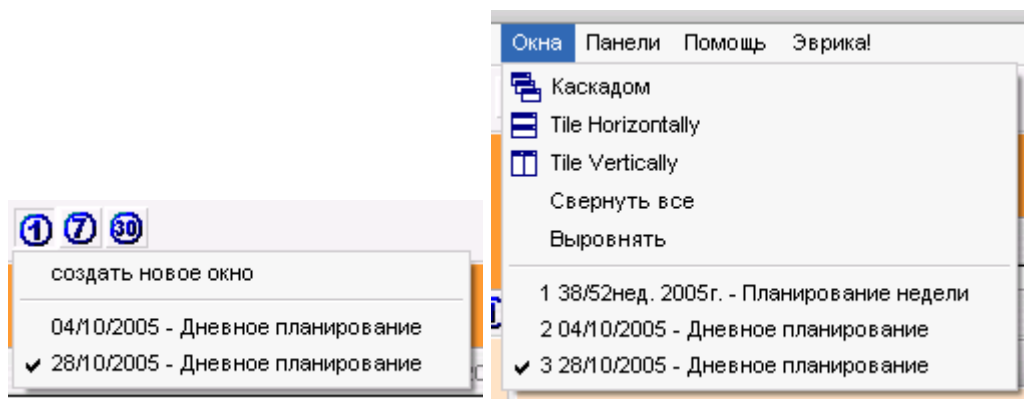 1 7 30
создать новое окно
04/10/2005 - Дневное планирование
28/10/2005 - Дневное планирование
Окна Панели Помощь Эврика!
Каскадом
Tile Horizontally
Tile Vertically
Свернуть все
Выровнять
1 38/52нед. 2005г. - Планирование недели
2 04/10/2005 - Дневное планирование
3 28/10/2005 - Дневное планирование